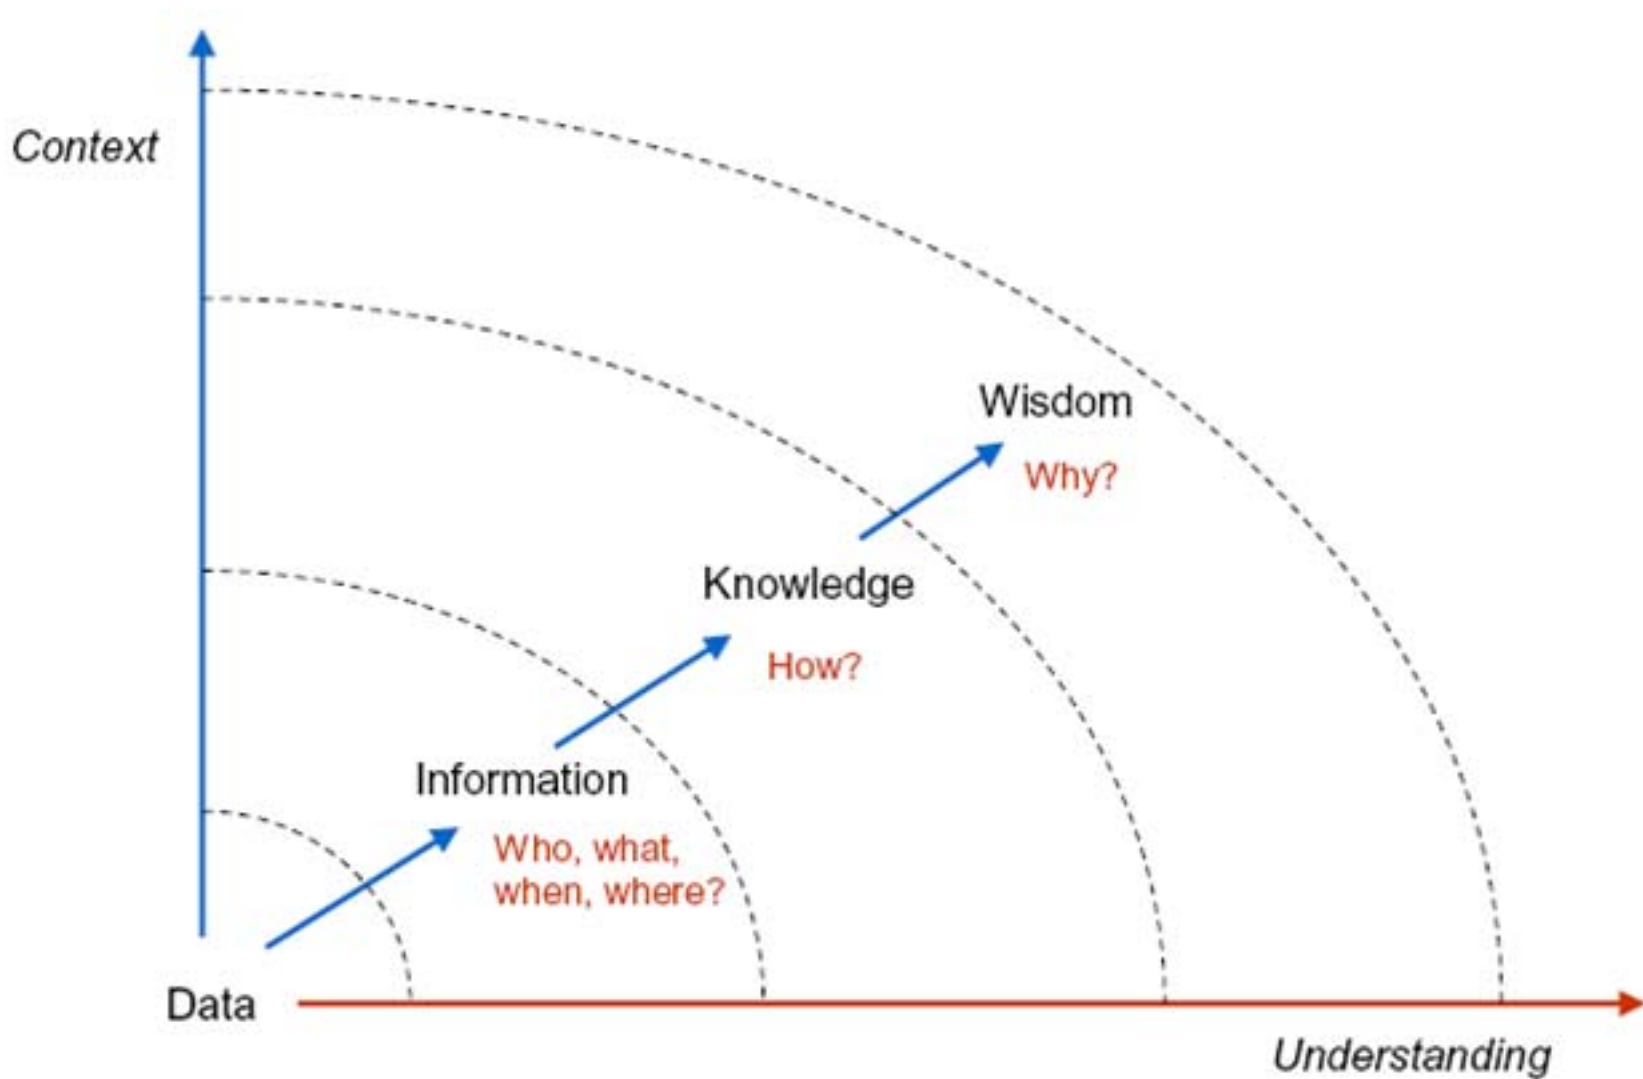 Context
Wisdom
Why?
Knowledge
How?
Information
Who, what,
when, where?
Data
Understanding